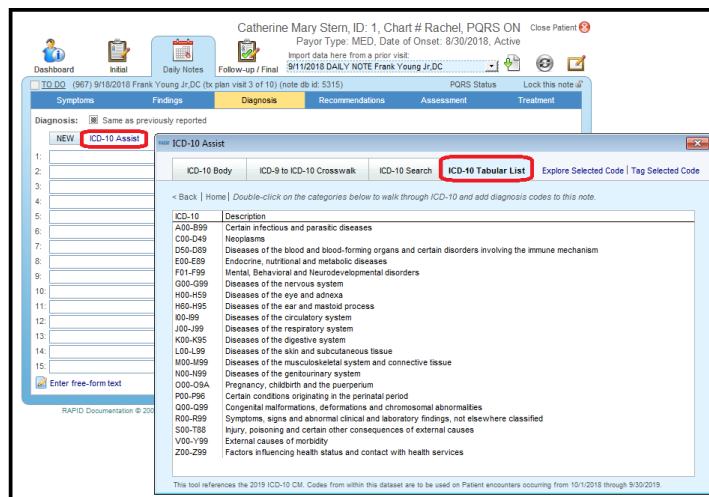 Catherine Mary Stern, ID: 1, Chart # Rachel, PQRS ON Close Patient
Payor Type: MED, Date of Onset: 8/30/2018, Active
Import data here from a prior visit:
9/11/2018 DAILY NOTE Frank Young Jr,DC
Dashboard Initial Daily Notes Follow-up / Final
TO DO (967) 9/18/2018 Frank Young Jr,DC (tx plan visit 3 of 10) (note db id: 5315) PQRS Status Lock this note
Symptoms Findings Diagnosis Recommendations Assessment Treatment
Diagnosis: Same as previously reported
NEW ICD-10 Assist
1:
2:
3:
4:
5:
6:
7:
8:
9:
10:
11:
12:
13:
14:
15:
Enter free-form text
RAPID Documentation © 200
ICD-10 Assist
ICD-10 Body ICD-9 to ICD-10 Crosswalk ICD-10 Search ICD-10 Tabular List Explore Selected Code | Tag Selected Code
< Back | Home | Double-click on the categories below to walk through ICD-10 and add diagnosis codes to this note.
ICD-10 Description
A00-B99 Certain infectious and parasitic diseases
C00-D49 Neoplasms
D50-D89 Diseases of the blood and blood-forming organs and certain disorders involving the immune mechanism
E00-E89 Endocrine, nutritional and metabolic diseases
F01-F99 Mental, Behavioral and Neurodevelopmental disorders
G00-G99 Diseases of the nervous system
H00-H59 Diseases of the eye and adnexa
H60-H95 Diseases of the ear and mastoid process
I00-I99 Diseases of the circulatory system
J00-J99 Diseases of the respiratory system
K00-K95 Diseases of the digestive system
L00-L99 Diseases of the skin and subcutaneous tissue
M00-M99 Diseases of the musculoskeletal system and connective tissue
N00-N99 Diseases of the genitourinary system
O00-O9A Pregnancy, childbirth and the puerperium
P00-P96 Certain conditions originating in the perinatal period
Q00-Q99 Congenital malformations, deformations and chromosomal abnormalities
R00-R99 Symptoms, signs and abnormal clinical and laboratory findings, not elsewhere classified
S00-T88 Injury, poisoning and certain other consequences of external causes
V00-Y99 External causes of morbidity
Z00-Z99 Factors influencing health status and contact with health services
This tool references the 2019 ICD-10 CM. Codes from within this dataset are to be used on Patient encounters occurring from 10/1/2018 through 9/30/2019.